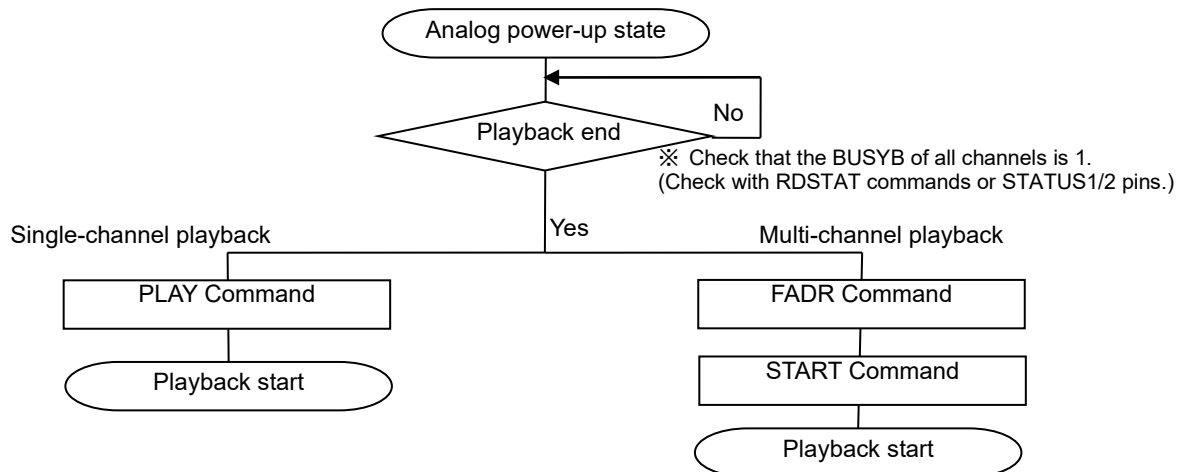 Analog power-up state
No
Playback end
※ Check that the BUSYB of all channels is 1.
(Check with RDSTAT commands or STATUS1/2 pins.)
Yes
Single-channel playback
Multi-channel playback
PLAY Command
FADR Command
START Command
Playback start
Playback start